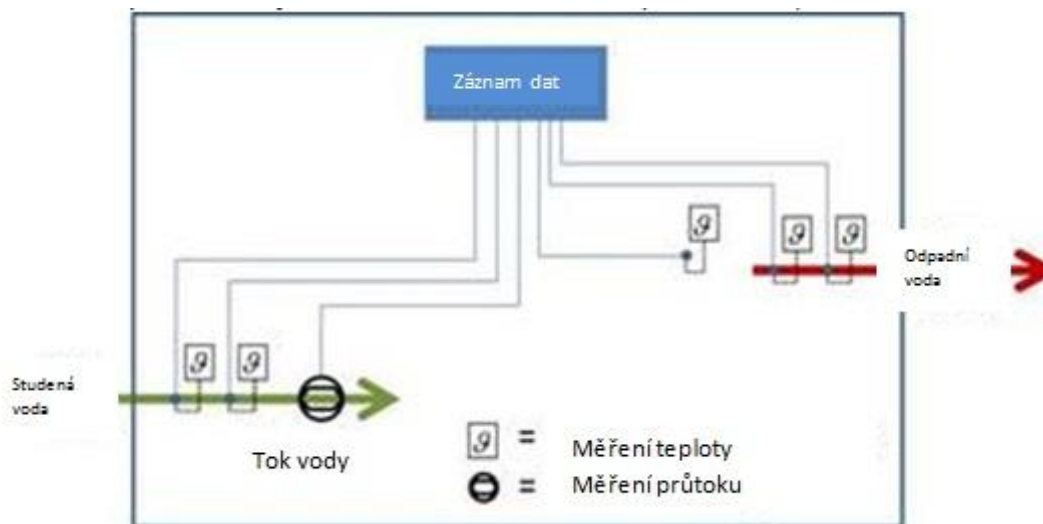 Záznam dat
ϑ
ϑ ϑ
Odpadní
voda
ϑ ϑ
Studená
voda
Tok vody
ϑ = Měření teploty
= Měření průtoku